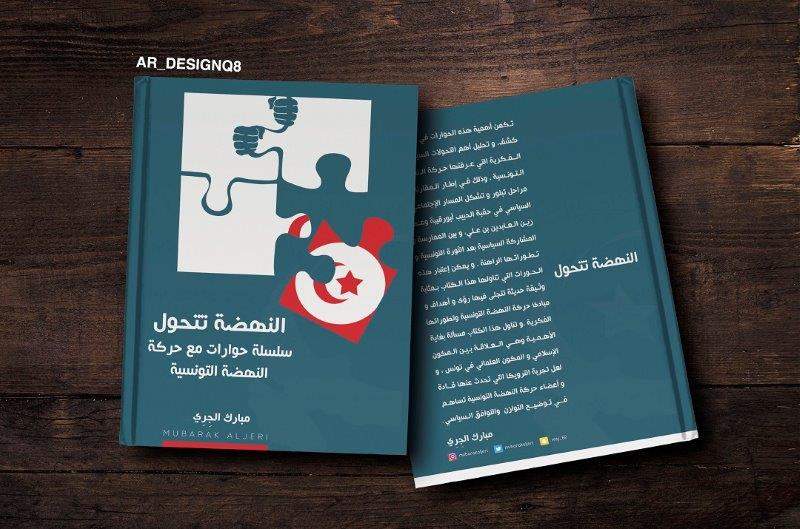 AR_DESIGNQ8
النهضة تتحول
سلسلة حوارات مع حركة
النهضة التونسية
مبارك الجري
MUBARAK ALJERI
تكمن أهمية هذه الحوارات في
كشف، و تحليل أهم التحولات
الفكرية التي عرفتها حركة
التونسية ، وذلك في إطار
مراحل تبلور و تشكل المسار
السياسي في حقبة الحبيب أبورقيبة
زين العابدين بن علي، و بين الممارسة
المشاركة السياسية بعد الثورة التونسية و
تطوراتها الراهنة . و يمكن إعتبار هذه
الحورات التي تناولها هذا الكتاب بمثابة
وثيقة حديثة تتجلى فيها رؤى و أهداف و
مبادئ حركة النهضة التونسية وتطوراتها
الفكرية . و تناول هذا الكتاب مسألة بغاية
الأهمية وهي العلاقة بين المكون
الإسلامي و المكون العلماني في تونس ، و
لعل تجربة الترويكا التي تحدث عنها قادة
و أعضاء حركة النهضة التونسية تساهم
في توضيح التوازن والتوافق السياسي .
مبارك الجري
النهضة تتحول